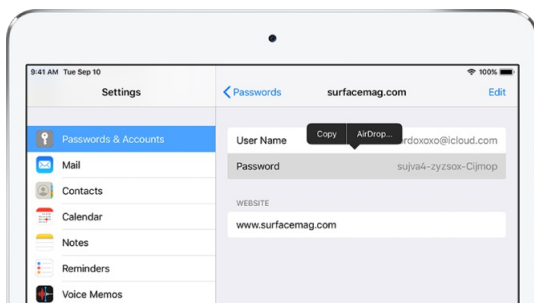 9:41 AM Tue Sep 10
100%
Settings
Passwords
surfacemag.com
Edit
Passwords & Accounts
Mail
Contacts
Calendar
Notes
Reminders
Voice Memos
User Name
Copy
AirDrop...
rdoxoxo@icloud.com
Password
sujva4-zyzsox-Cijmop
WEBSITE
www.surfacemag.com